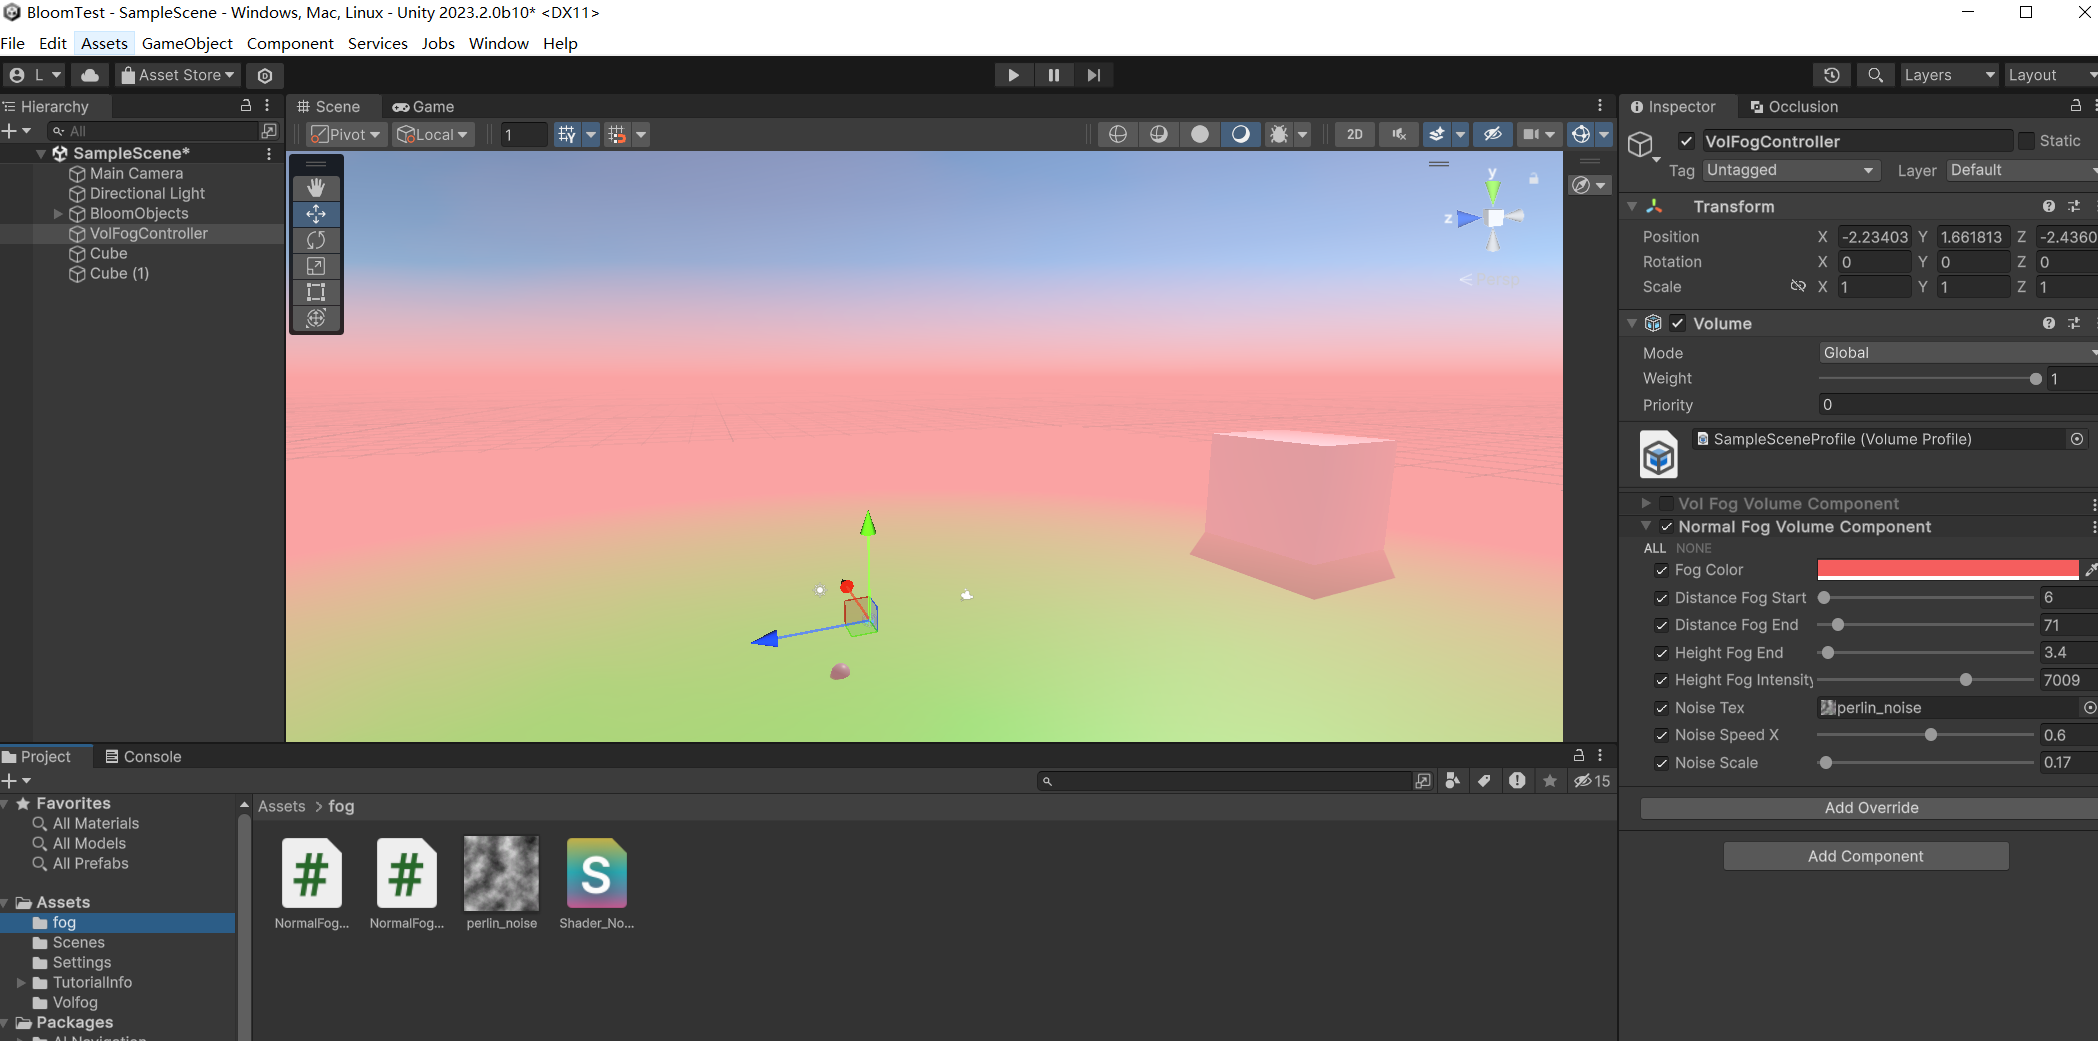 BloomTest - SampleScene - Windows, Mac, Linux - Unity 2023.2.0b10* <DX11>
File Edit Assets GameObject Component Services Jobs Window Help
L Asset Store Layers Layout
Hierarchy
All
SampleScene*
Main Camera
Directional Light
BloomObjects
VolFogController
Cube
Cube (1)
Scene Game
Pivot Local 1 2D
y
z
Persp
Inspector Occlusion
VolFogController Static
Tag Untagged Layer Default
Transform
Position X -2.23403 Y 1.661813 Z -2.4360
Rotation X 0 Y 0 Z 0
Scale X 1 Y 1 Z 1
Volume
Mode Global
Weight 1
Priority 0
SampleSceneProfile (Volume Profile)
Vol Fog Volume Component
Normal Fog Volume Component
ALL NONE
Fog Color
Distance Fog Start 6
Distance Fog End 71
Height Fog End 3.4
Height Fog Intensity 7009
Noise Tex perlin_noise
Noise Speed X 0.6
Noise Scale 0.17
Add Override
Add Component
Project Console
15
Favorites
All Materials
All Models
All Prefabs
Assets
fog
Scenes
Settings
TutorialInfo
Volfog
Packages
AI Navigation
Assets > fog
NormalFog... NormalFog... perlin_noise Shader_No...